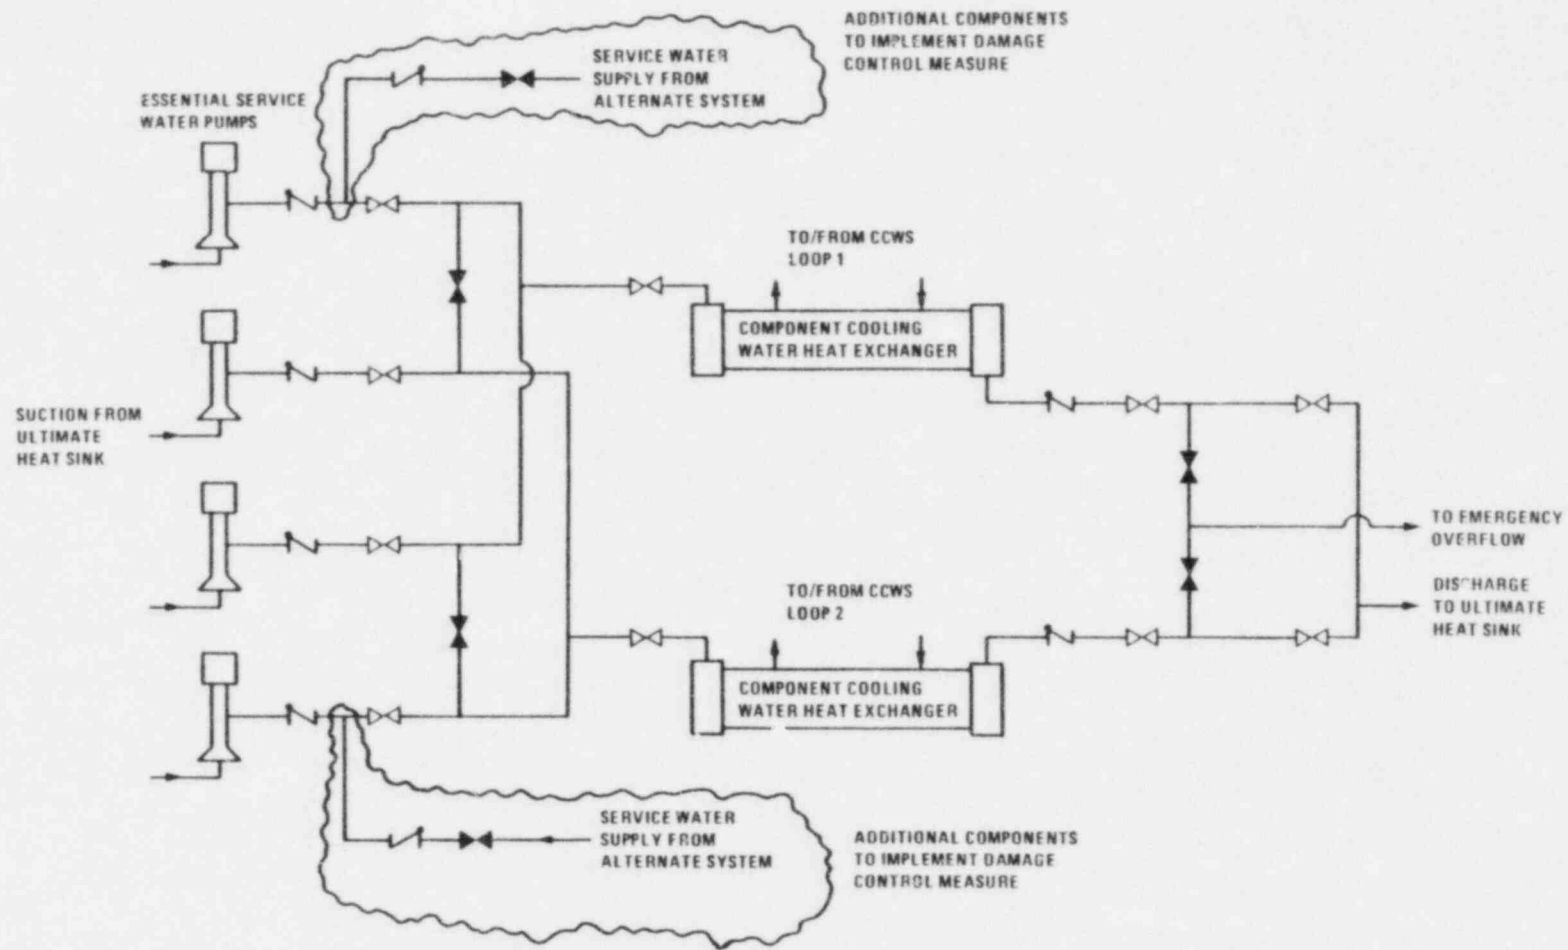 ADDITIONAL COMPONENTS
TO IMPLEMENT DAMAGE
CONTROL MEASURE
SERVICE WATER
SUPPLY FROM
ALTERNATE SYSTEM
ESSENTIAL SERVICE
WATER PUMPS
TO/FROM CCWS
LOOP 1
COMPONENT COOLING
WATER HEAT EXCHANGER
SUCTION FROM
ULTIMATE
HEAT SINK
TO EMERGENCY
OVERFLOW
DISCHARGE
TO ULTIMATE
HEAT SINK
TO/FROM CCWS
LOOP 2
COMPONENT COOLING
WATER HEAT EXCHANGER
SERVICE WATER
SUPPLY FROM
ALTERNATE SYSTEM
ADDITIONAL COMPONENTS
TO IMPLEMENT DAMAGE
CONTROL MEASURE